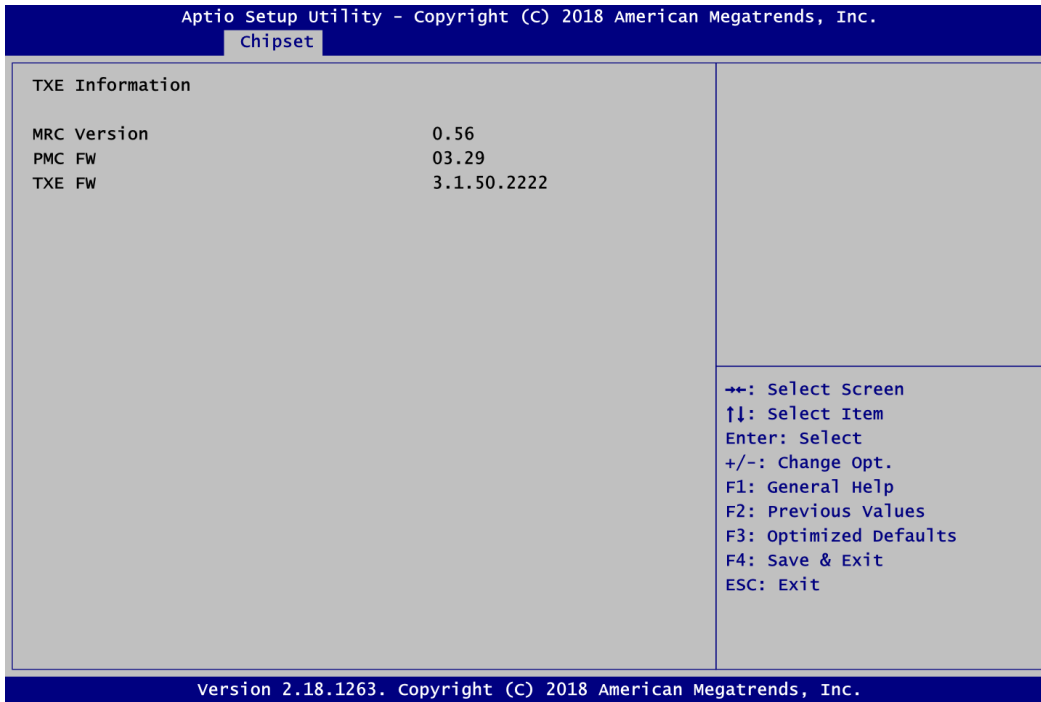 Aptio Setup Utility - Copyright (C) 2018 American Megatrends, Inc.
Chipset
TXE Information
MRC Version 0.56
PMC FW 03.29
TXE FW 3.1.50.2222
→←: Select Screen
↑↓: Select Item
Enter: Select
+/-: Change Opt.
F1: General Help
F2: Previous Values
F3: Optimized Defaults
F4: Save & Exit
ESC: Exit
Version 2.18.1263. Copyright (C) 2018 American Megatrends, Inc.